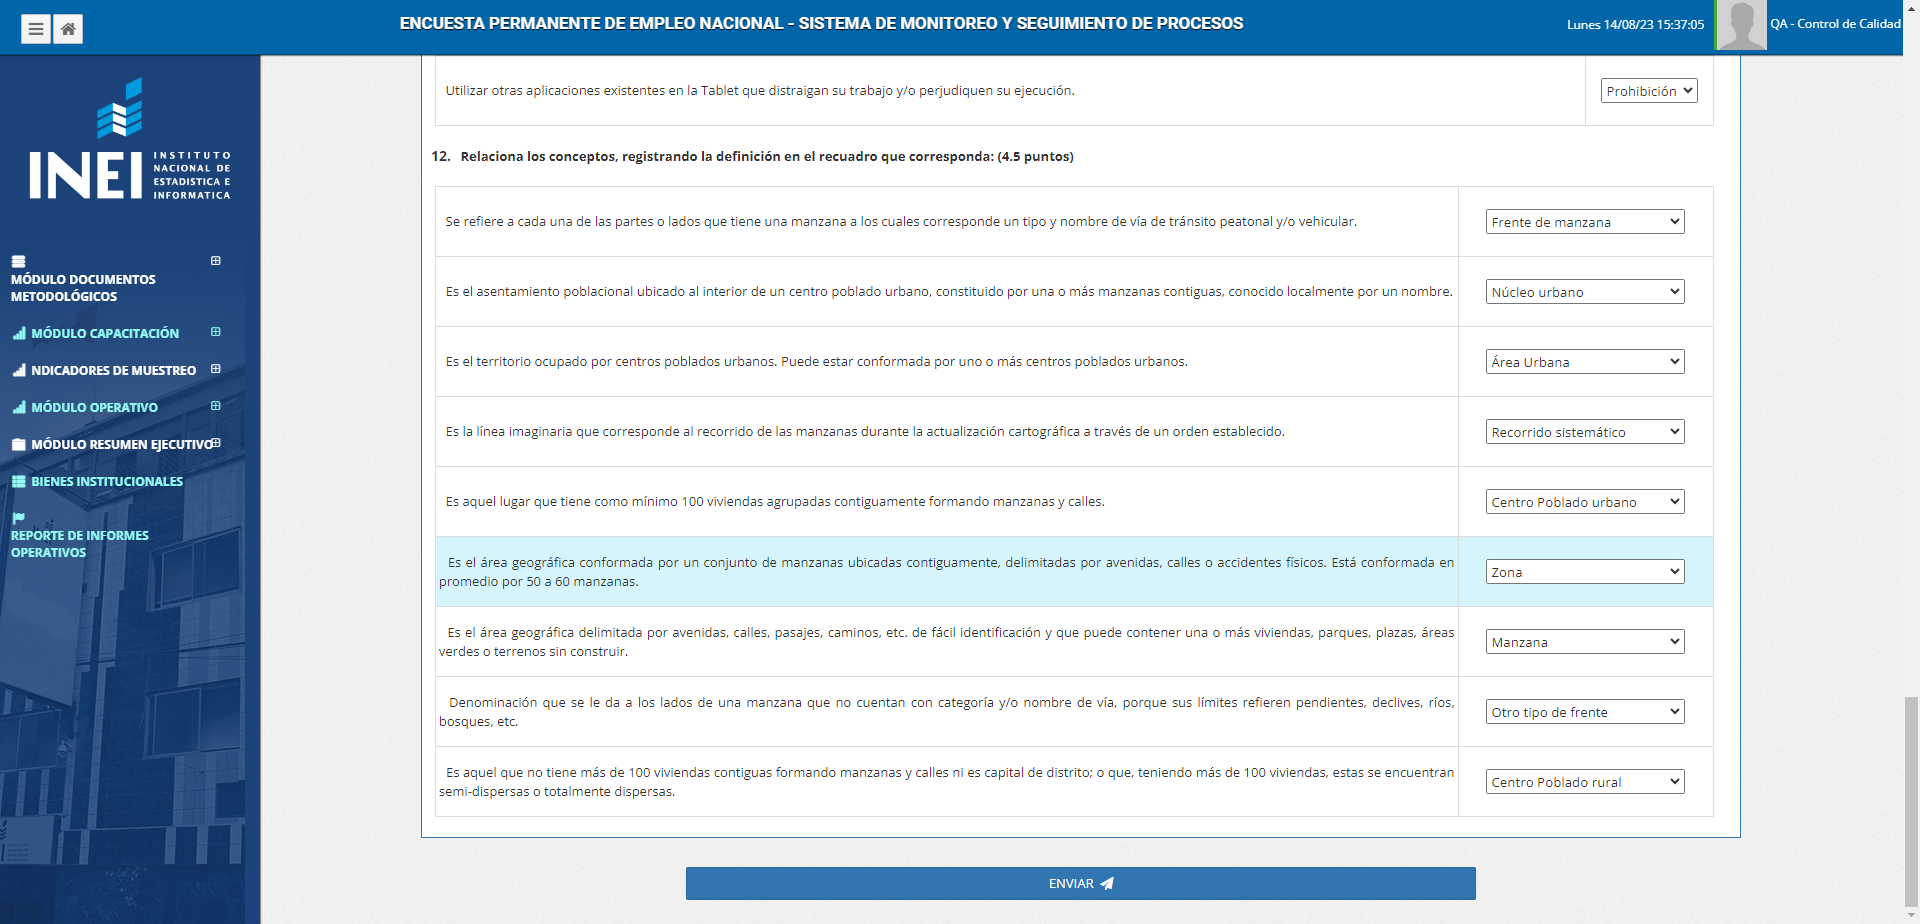 ENCUESTA PERMANENTE DE EMPLEO NACIONAL - SISTEMA DE MONITOREO Y SEGUIMIENTO DE PROCESOS
Lunes 14/08/23 15:37:05
QA - Control de Calidad
INEI
INSTITUTO
NACIONAL DE
ESTADISTICA E
INFORMATICA
MÓDULO DOCUMENTOS
METODOLÓGICOS
MÓDULO CAPACITACIÓN
NDICADORES DE MUESTREO
MÓDULO OPERATIVO
MÓDULO RESUMEN EJECUTIVO
BIENES INSTITUCIONALES
REPORTE DE INFORMES
OPERATIVOS
Utilizar otras aplicaciones existentes en la Tablet que distraigan su trabajo y/o perjudiquen su ejecución.
Prohibición
12. Relaciona los conceptos, registrando la definición en el recuadro que corresponda: (4.5 puntos)
Se refiere a cada una de las partes o lados que tiene una manzana a los cuales corresponde un tipo y nombre de vía de tránsito peatonal y/o vehicular.
Frente de manzana
Es el asentamiento poblacional ubicado al interior de un centro poblado urbano, constituido por una o más manzanas contiguas, conocido localmente por un nombre.
Núcleo urbano
Es el territorio ocupado por centros poblados urbanos. Puede estar conformada por uno o más centros poblados urbanos.
Área Urbana
Es la línea imaginaria que corresponde al recorrido de las manzanas durante la actualización cartográfica a través de un orden establecido.
Recorrido sistemático
Es aquel lugar que tiene como mínimo 100 viviendas agrupadas contiguamente formando manzanas y calles.
Centro Poblado urbano
Es el área geográfica conformada por un conjunto de manzanas ubicadas contiguamente, delimitadas por avenidas, calles o accidentes físicos. Está conformada en
promedio por 50 a 60 manzanas.
Zona
Es el área geográfica delimitada por avenidas, calles, pasajes, caminos, etc. de fácil identificación y que puede contener una o más viviendas, parques, plazas, áreas
verdes o terrenos sin construir.
Manzana
Denominación que se le da a los lados de una manzana que no cuentan con categoría y/o nombre de vía, porque sus límites refieren pendientes, declives, ríos,
bosques, etc.
Otro tipo de frente
Es aquel que no tiene más de 100 viviendas contiguas formando manzanas y calles ni es capital de distrito; o que, teniendo más de 100 viviendas, estas se encuentran
semi-dispersas o totalmente dispersas.
Centro Poblado rural
ENVIAR